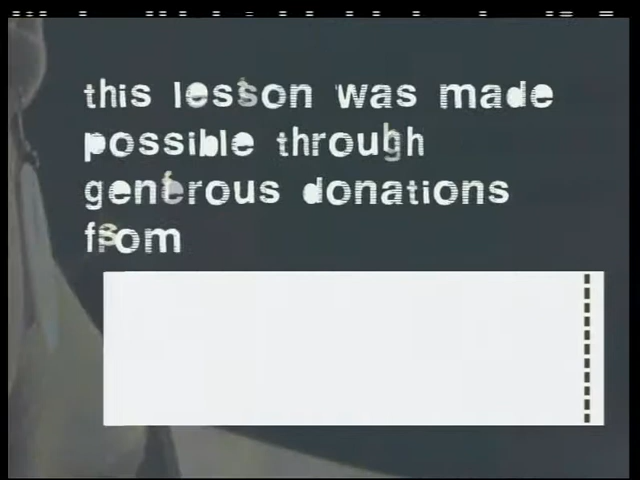 this lesson was made
possible through
generous donations
from